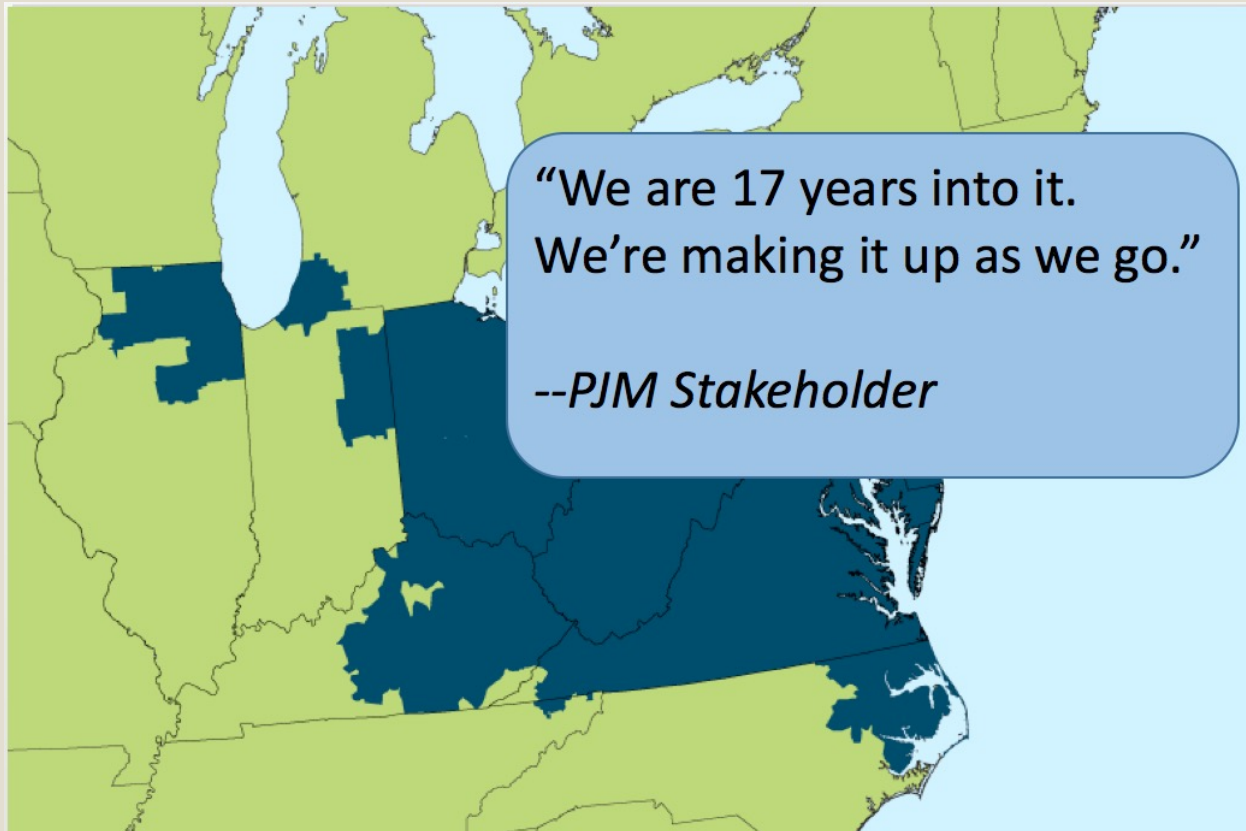 “We are 17 years into it.
We’re making it up as we go.”
--PJM Stakeholder